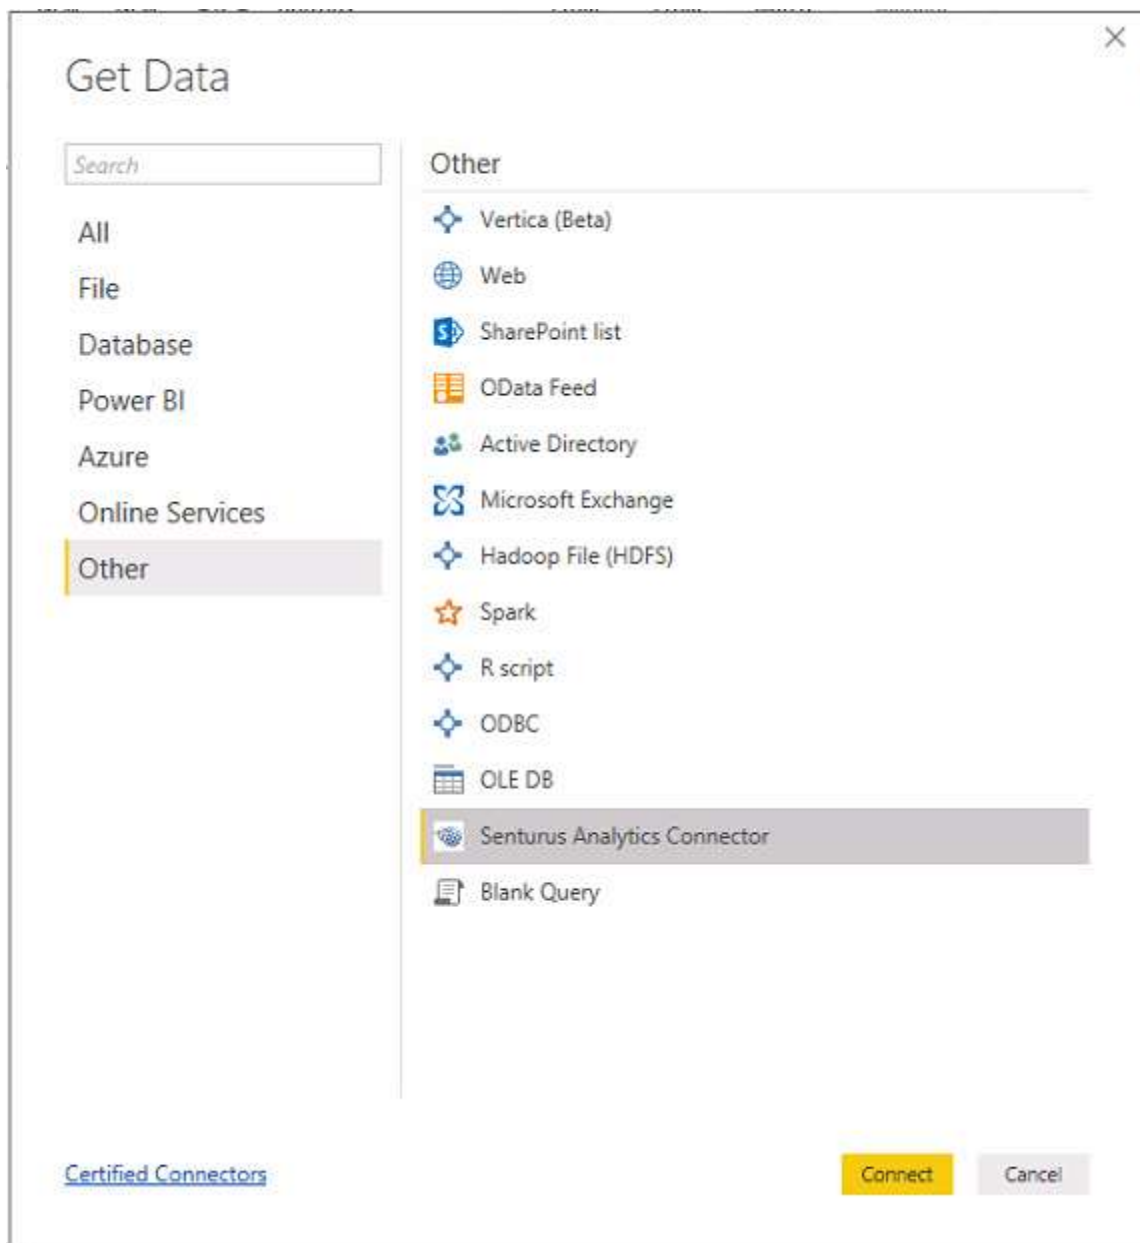 Get Data
Search
All
File
Database
Power BI
Azure
Online Services
Other
Other
Vertica (Beta)
Web
SharePoint list
OData Feed
Active Directory
Microsoft Exchange
Hadoop File (HDFS)
Spark
R script
ODBC
OLE DB
Senturus Analytics Connector
Blank Query
Certified Connectors
Connect
Cancel